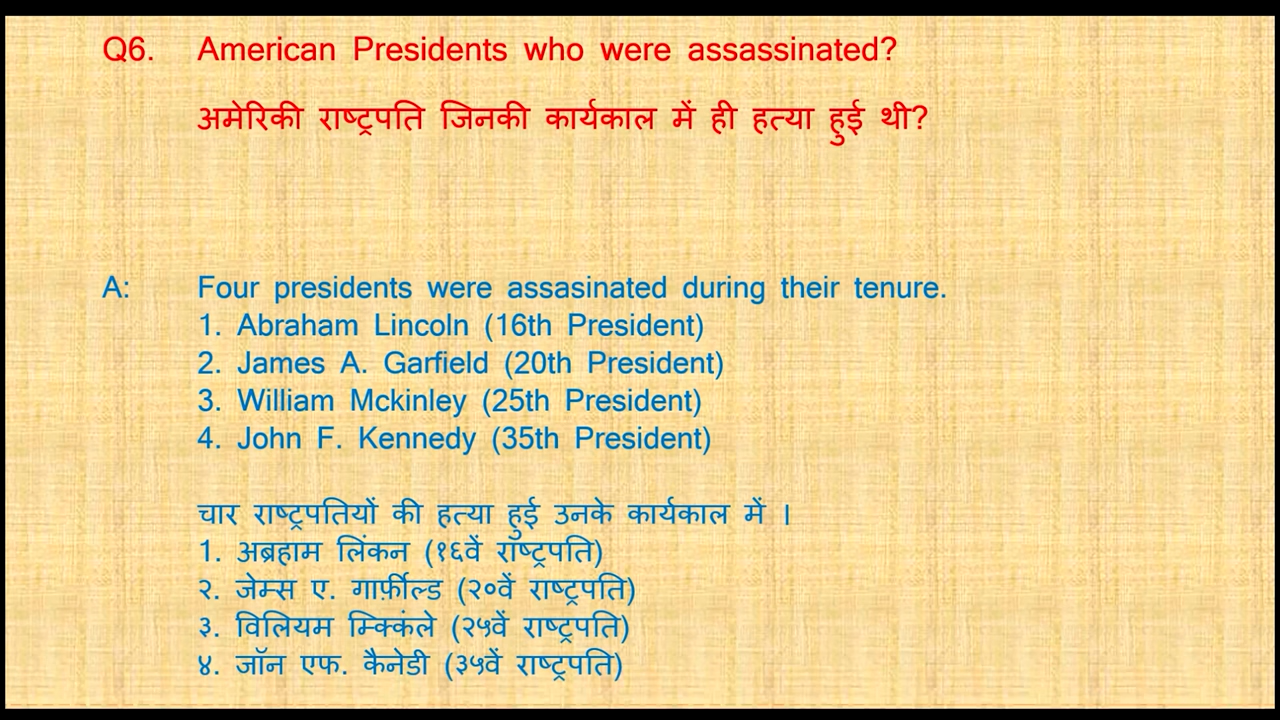 Q6. American Presidents who were assassinated?
अमेरिकी राष्ट्रपति जिनकी कार्यकाल में ही हत्या हुई थी?
A: Four presidents were assasinated during their tenure.
1. Abraham Lincoln (16th President)
2. James A. Garfield (20th President)
3. William Mckinley (25th President)
4. John F. Kennedy (35th President)
चार राष्ट्रपतियों की हत्या हुई उनके कार्यकाल में ।
1. अब्रहाम लिंकन (१६वें राष्ट्रपति)
२. जेम्स ए. गार्फ़ील्ड (२०वें राष्ट्रपति)
३. विलियम म्क्किंले (२५वें राष्ट्रपति)
४. जॉन एफ. कैनेडी (३५वें राष्ट्रपति)